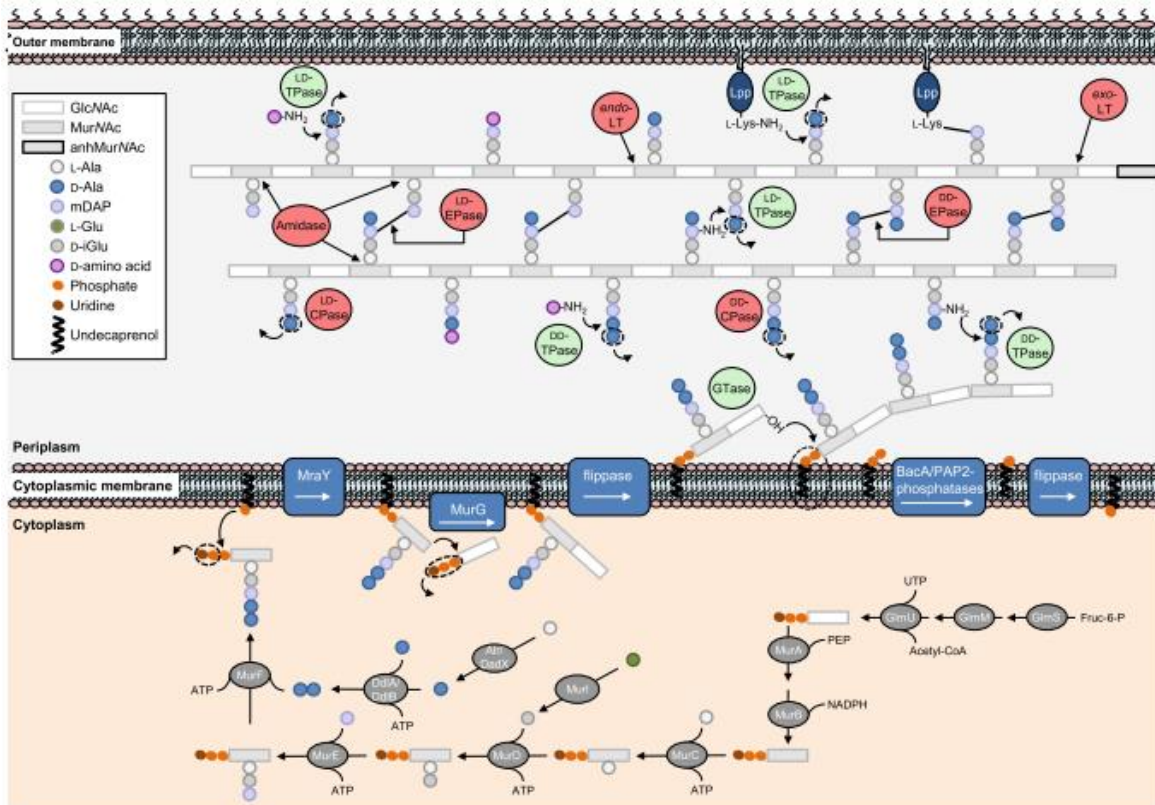 Outer membrane
LD-
TPase
NH₂
Lpp
L-Lys-NH₂
LD-
TPase
Lpp
L-Lys
endo-
LT
exo-
LT
GlcNAc
MurNAc
anhMurNAc
L-Ala
D-Ala
mDAP
L-Glu
D-iGlu
D-amino acid
Phosphate
Uridine
Undecaprenol
Amidase
LD-
EPase
LD-
TPase
NH₂
DD-
EPase
LD-
CPase
NH₂
DD-
TPase
DD-
CPase
NH₂
DD-
TPase
GTase
OH
Periplasm
Cytoplasmic membrane
Cytoplasm
MraY
MurG
flippase
BacA/PAP2-
phosphatases
flippase
UTP
GlmU
GlmM
GlmS
Fruc-6-P
Acetyl-CoA
MurA
PEP
MurB
NADPH
Alr/
DadX
DdlA/
DdlB
ATP
MurI
MurF
ATP
MurE
ATP
MurD
ATP
MurC
ATP